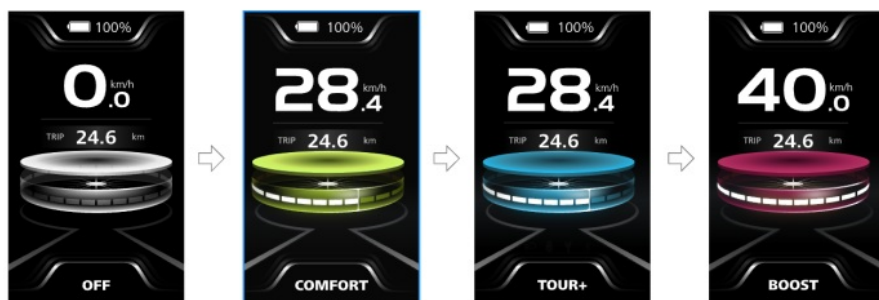 100%
0.0 km/h
TRIP 24.6 km
OFF
100%
28.4 km/h
TRIP 24.6 km
COMFORT
100%
28.4 km/h
TRIP 24.6 km
TOUR+
100%
40.0 km/h
TRIP 24.6 km
BOOST